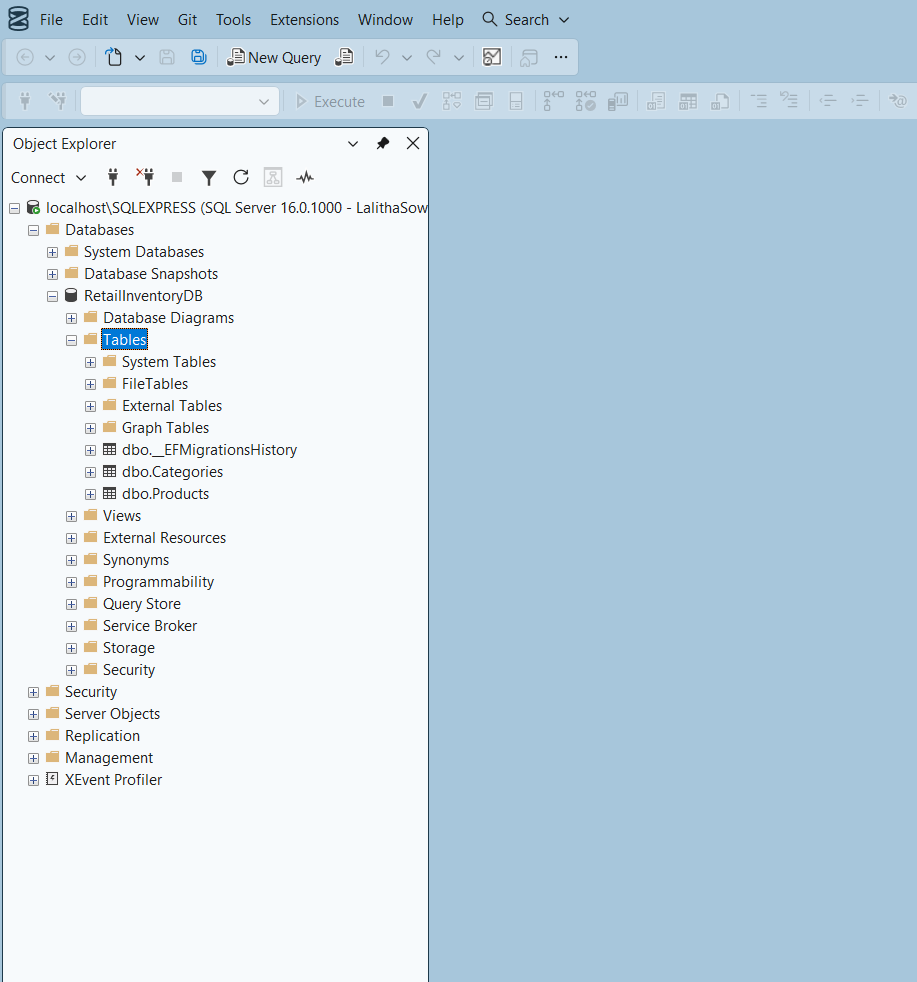 File Edit View Git Tools Extensions Window Help Search
New Query
Execute
Object Explorer
Connect
localhost\SQLEXPRESS (SQL Server 16.0.1000 - LalithaSow
Databases
System Databases
Database Snapshots
RetailInventoryDB
Database Diagrams
Tables
System Tables
FileTables
External Tables
Graph Tables
dbo.__EFMigrationsHistory
dbo.Categories
dbo.Products
Views
External Resources
Synonyms
Programmability
Query Store
Service Broker
Storage
Security
Security
Server Objects
Replication
Management
XEvent Profiler